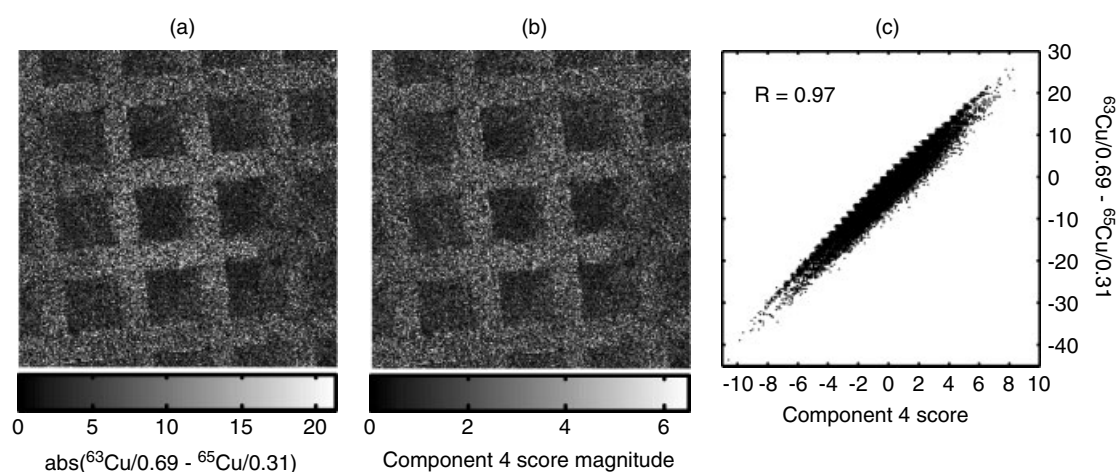 (a)
(b)
(c)
R = 0.97
30
20
10
0
-10
-20
-30
-40
⁶³Cu/0.69 - ⁶⁵Cu/0.31
-10 -8 -6 -4 -2 0 2 4 6 8 10
Component 4 score
0 5 10 15 20
abs(⁶³Cu/0.69 - ⁶⁵Cu/0.31)
0 2 4 6
Component 4 score magnitude